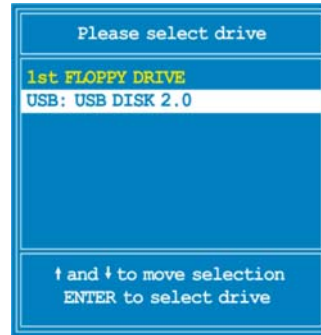 Please select drive
1st FLOPPY DRIVE
USB: USB DISK 2.0
↑ and ↓ to move selection
ENTER to select drive